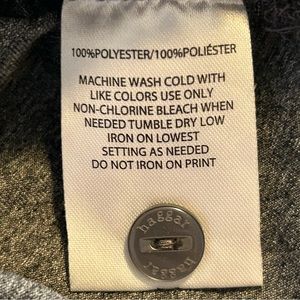 100%POLYESTER/100%POLIÉSTER
MACHINE WASH COLD WITH
LIKE COLORS USE ONLY
NON-CHLORINE BLEACH WHEN
NEEDED TUMBLE DRY LOW
IRON ON LOWEST
SETTING AS NEEDED
DO NOT IRON ON PRINT
haggar
haggar